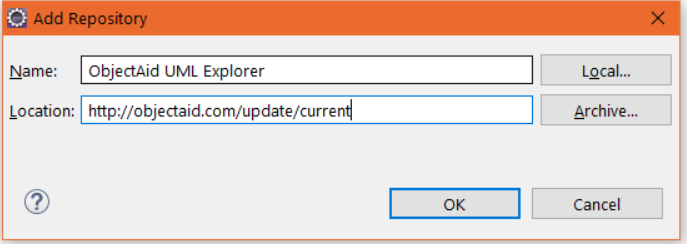 Add Repository
Name: ObjectAid UML Explorer Local...
Location: http://objectaid.com/update/current Archive...
? OK Cancel